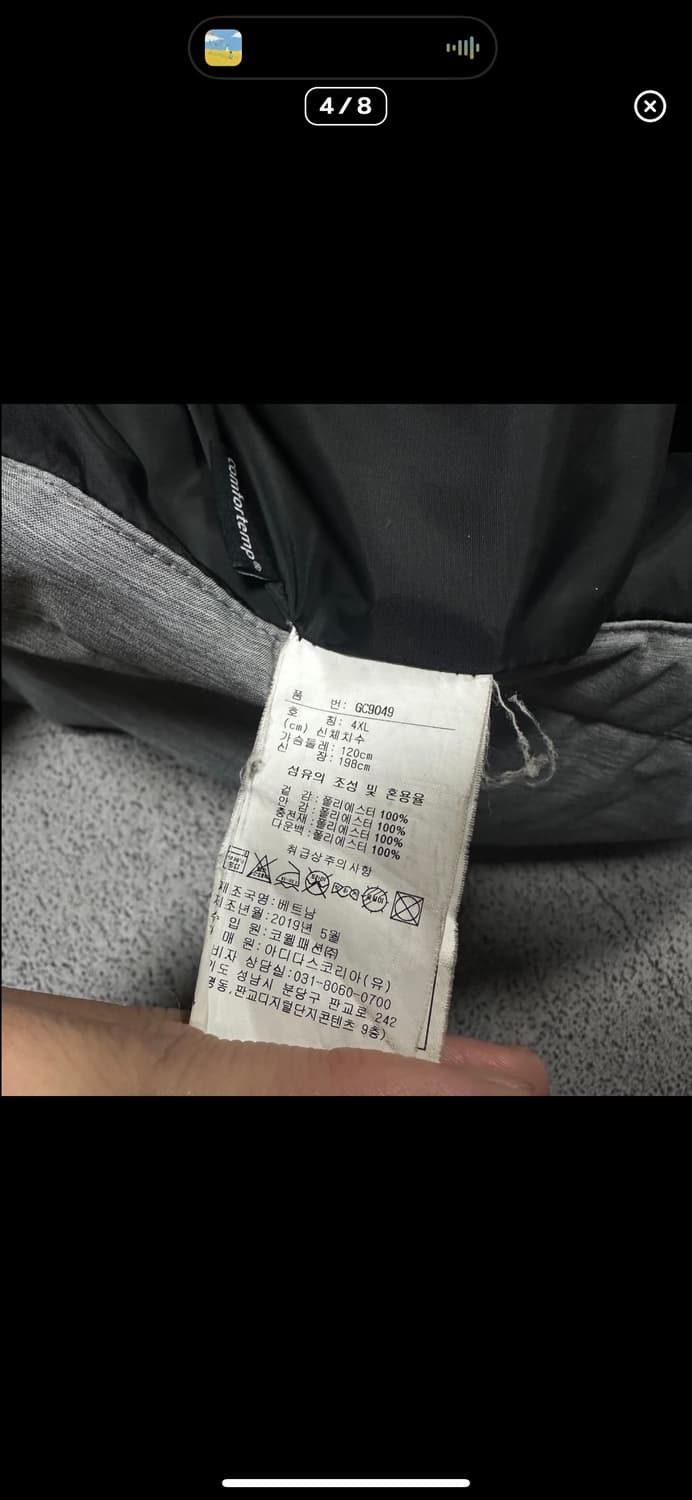 4/8
comfortemp®
품 번: GC9049
호 칭: 4XL
(cm) 신체치수
가슴둘레: 120cm
신 장: 198cm
섬유의 조성 및 혼용율
겉 감: 폴리에스터 100%
안 감: 폴리에스터 100%
충전재: 폴리에스터 100%
다운백: 폴리에스터 100%
취급상주의사항
제조국명: 베트남
제조년월: 2019년 5월
수 입 원: 코웰패션㈜
매 원: 아디다스코리아(유)
비자 상담실: 031-8060-0700
기도 성남시 분당구 판교로 242
평동,판교디지털단지콘텐츠 9층)